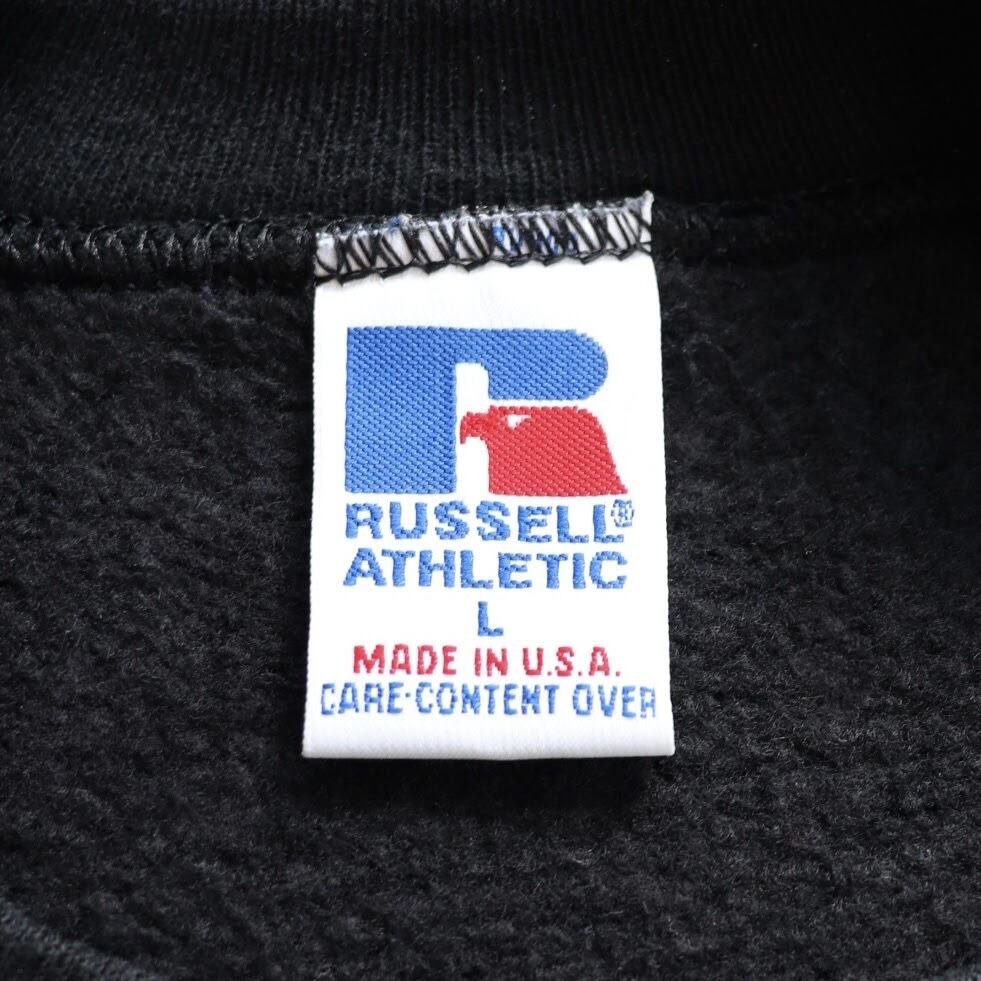 RUSSELL®
ATHLETIC
L
MADE IN U.S.A.
CARE-CONTENT OVER